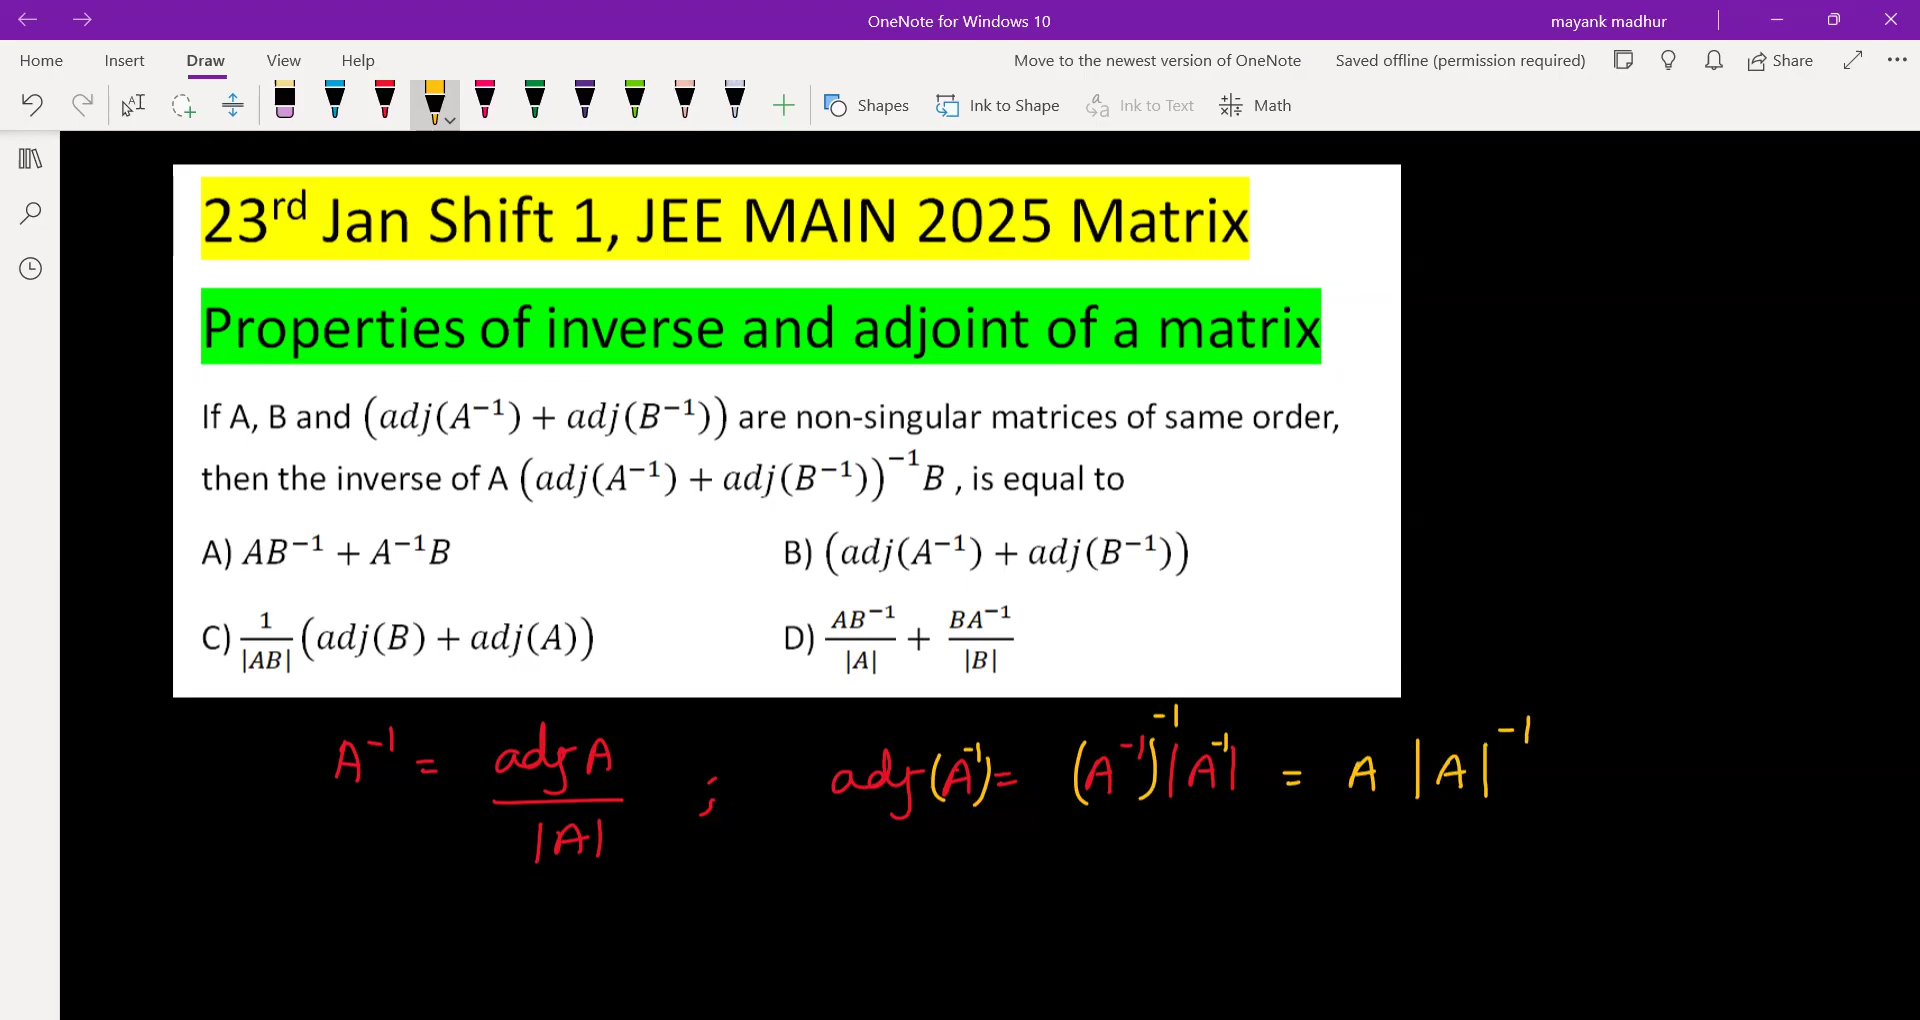 OneNote for Windows 10
mayank madhur
Home Insert Draw View Help
Move to the newest version of OneNote Saved offline (permission required) Share
Shapes Ink to Shape Ink to Text Math
23rd Jan Shift 1, JEE MAIN 2025 Matrix
Properties of inverse and adjoint of a matrix
If A, B and (adj(A⁻¹) + adj(B⁻¹)) are non-singular matrices of same order,
then the inverse of A (adj(A⁻¹) + adj(B⁻¹))⁻¹ B , is equal to
A) AB⁻¹ + A⁻¹B B) (adj(A⁻¹) + adj(B⁻¹))
C) 1/|AB| (adj(B) + adj(A)) D) AB⁻¹/|A| + BA⁻¹/|B|
A⁻¹ = adj A/|A| ; adj(A⁻¹) = (A⁻¹)⁻¹ |A⁻¹| = A |A|⁻¹